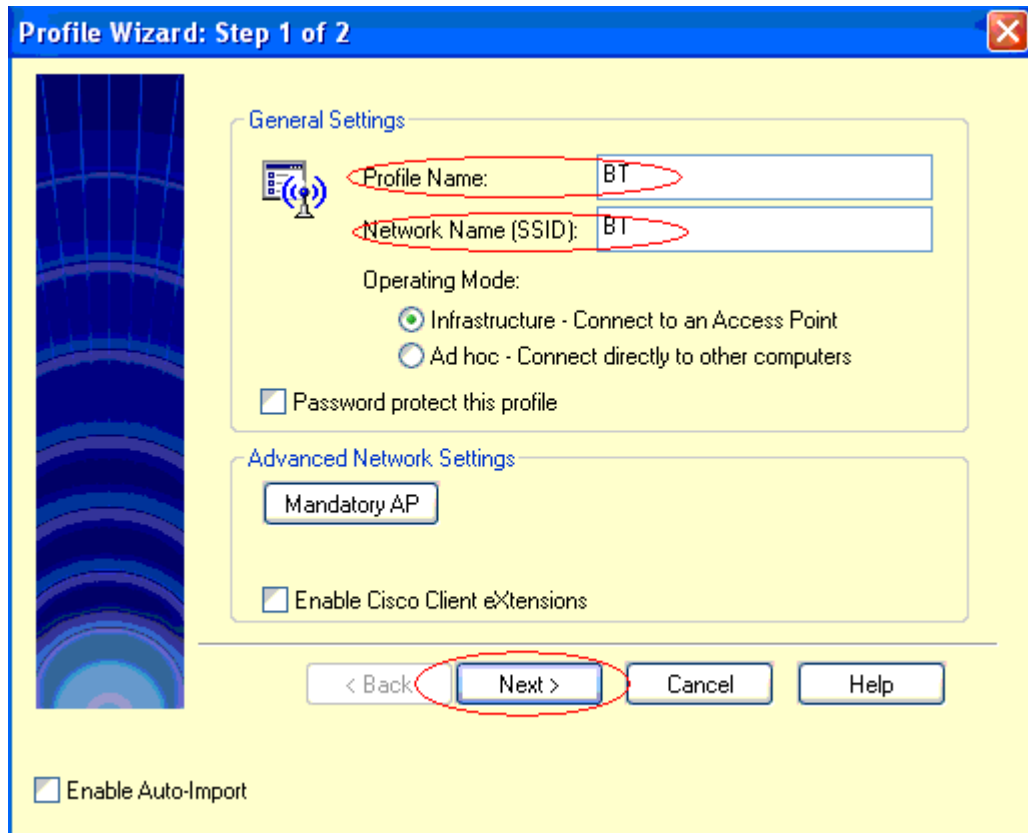 Profile Wizard: Step 1 of 2
General Settings
Profile Name: BT
Network Name (SSID): BT
Operating Mode:
Infrastructure - Connect to an Access Point
Ad hoc - Connect directly to other computers
Password protect this profile
Advanced Network Settings
Mandatory AP
Enable Cisco Client eXtensions
< Back Next > Cancel Help
Enable Auto-Import